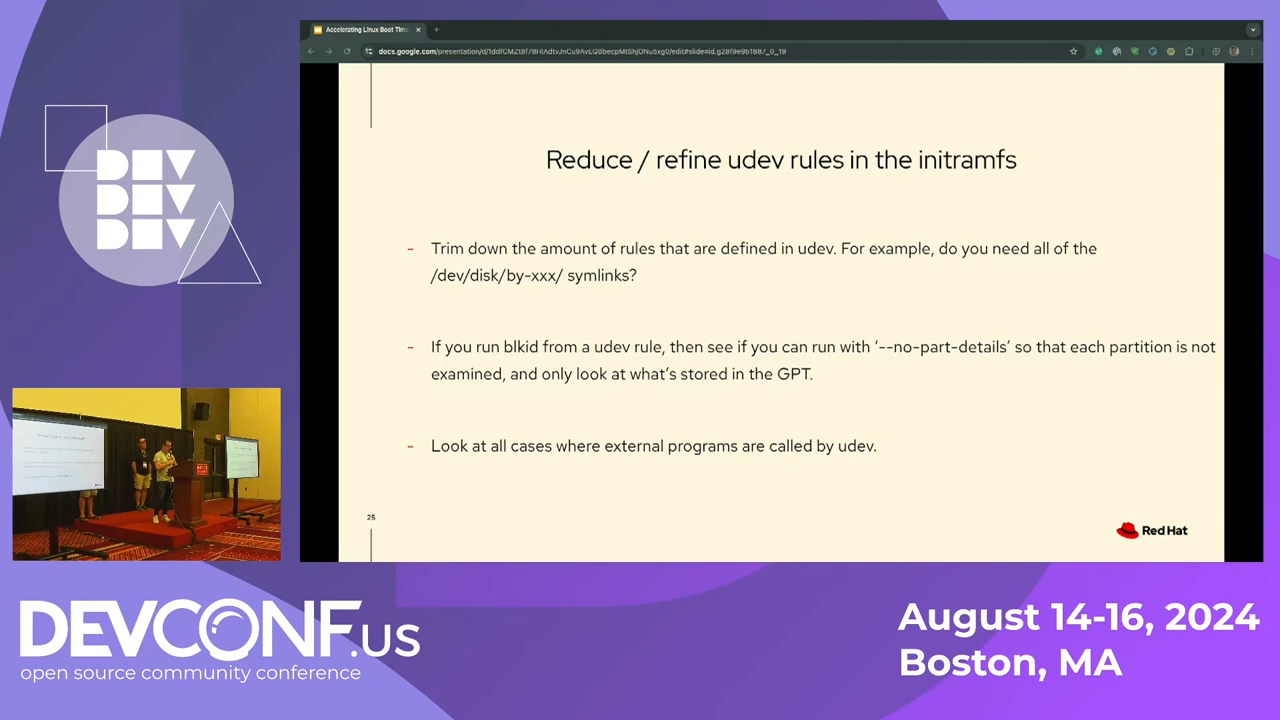 Accelerating Linux Boot Time
DEV
DEV
DEV
Reduce / refine udev rules in the initramfs
- Trim down the amount of rules that are defined in udev. For example, do you need all of the
/dev/disk/by-xxx/ symlinks?
- If you run blkid from a udev rule, then see if you can run with ‘--no-part-details’ so that each partition is not
examined, and only look at what’s stored in the GPT.
- Look at all cases where external programs are called by udev.
25
Red Hat
DEVCONF.US
open source community conference
August 14-16, 2024
Boston, MA